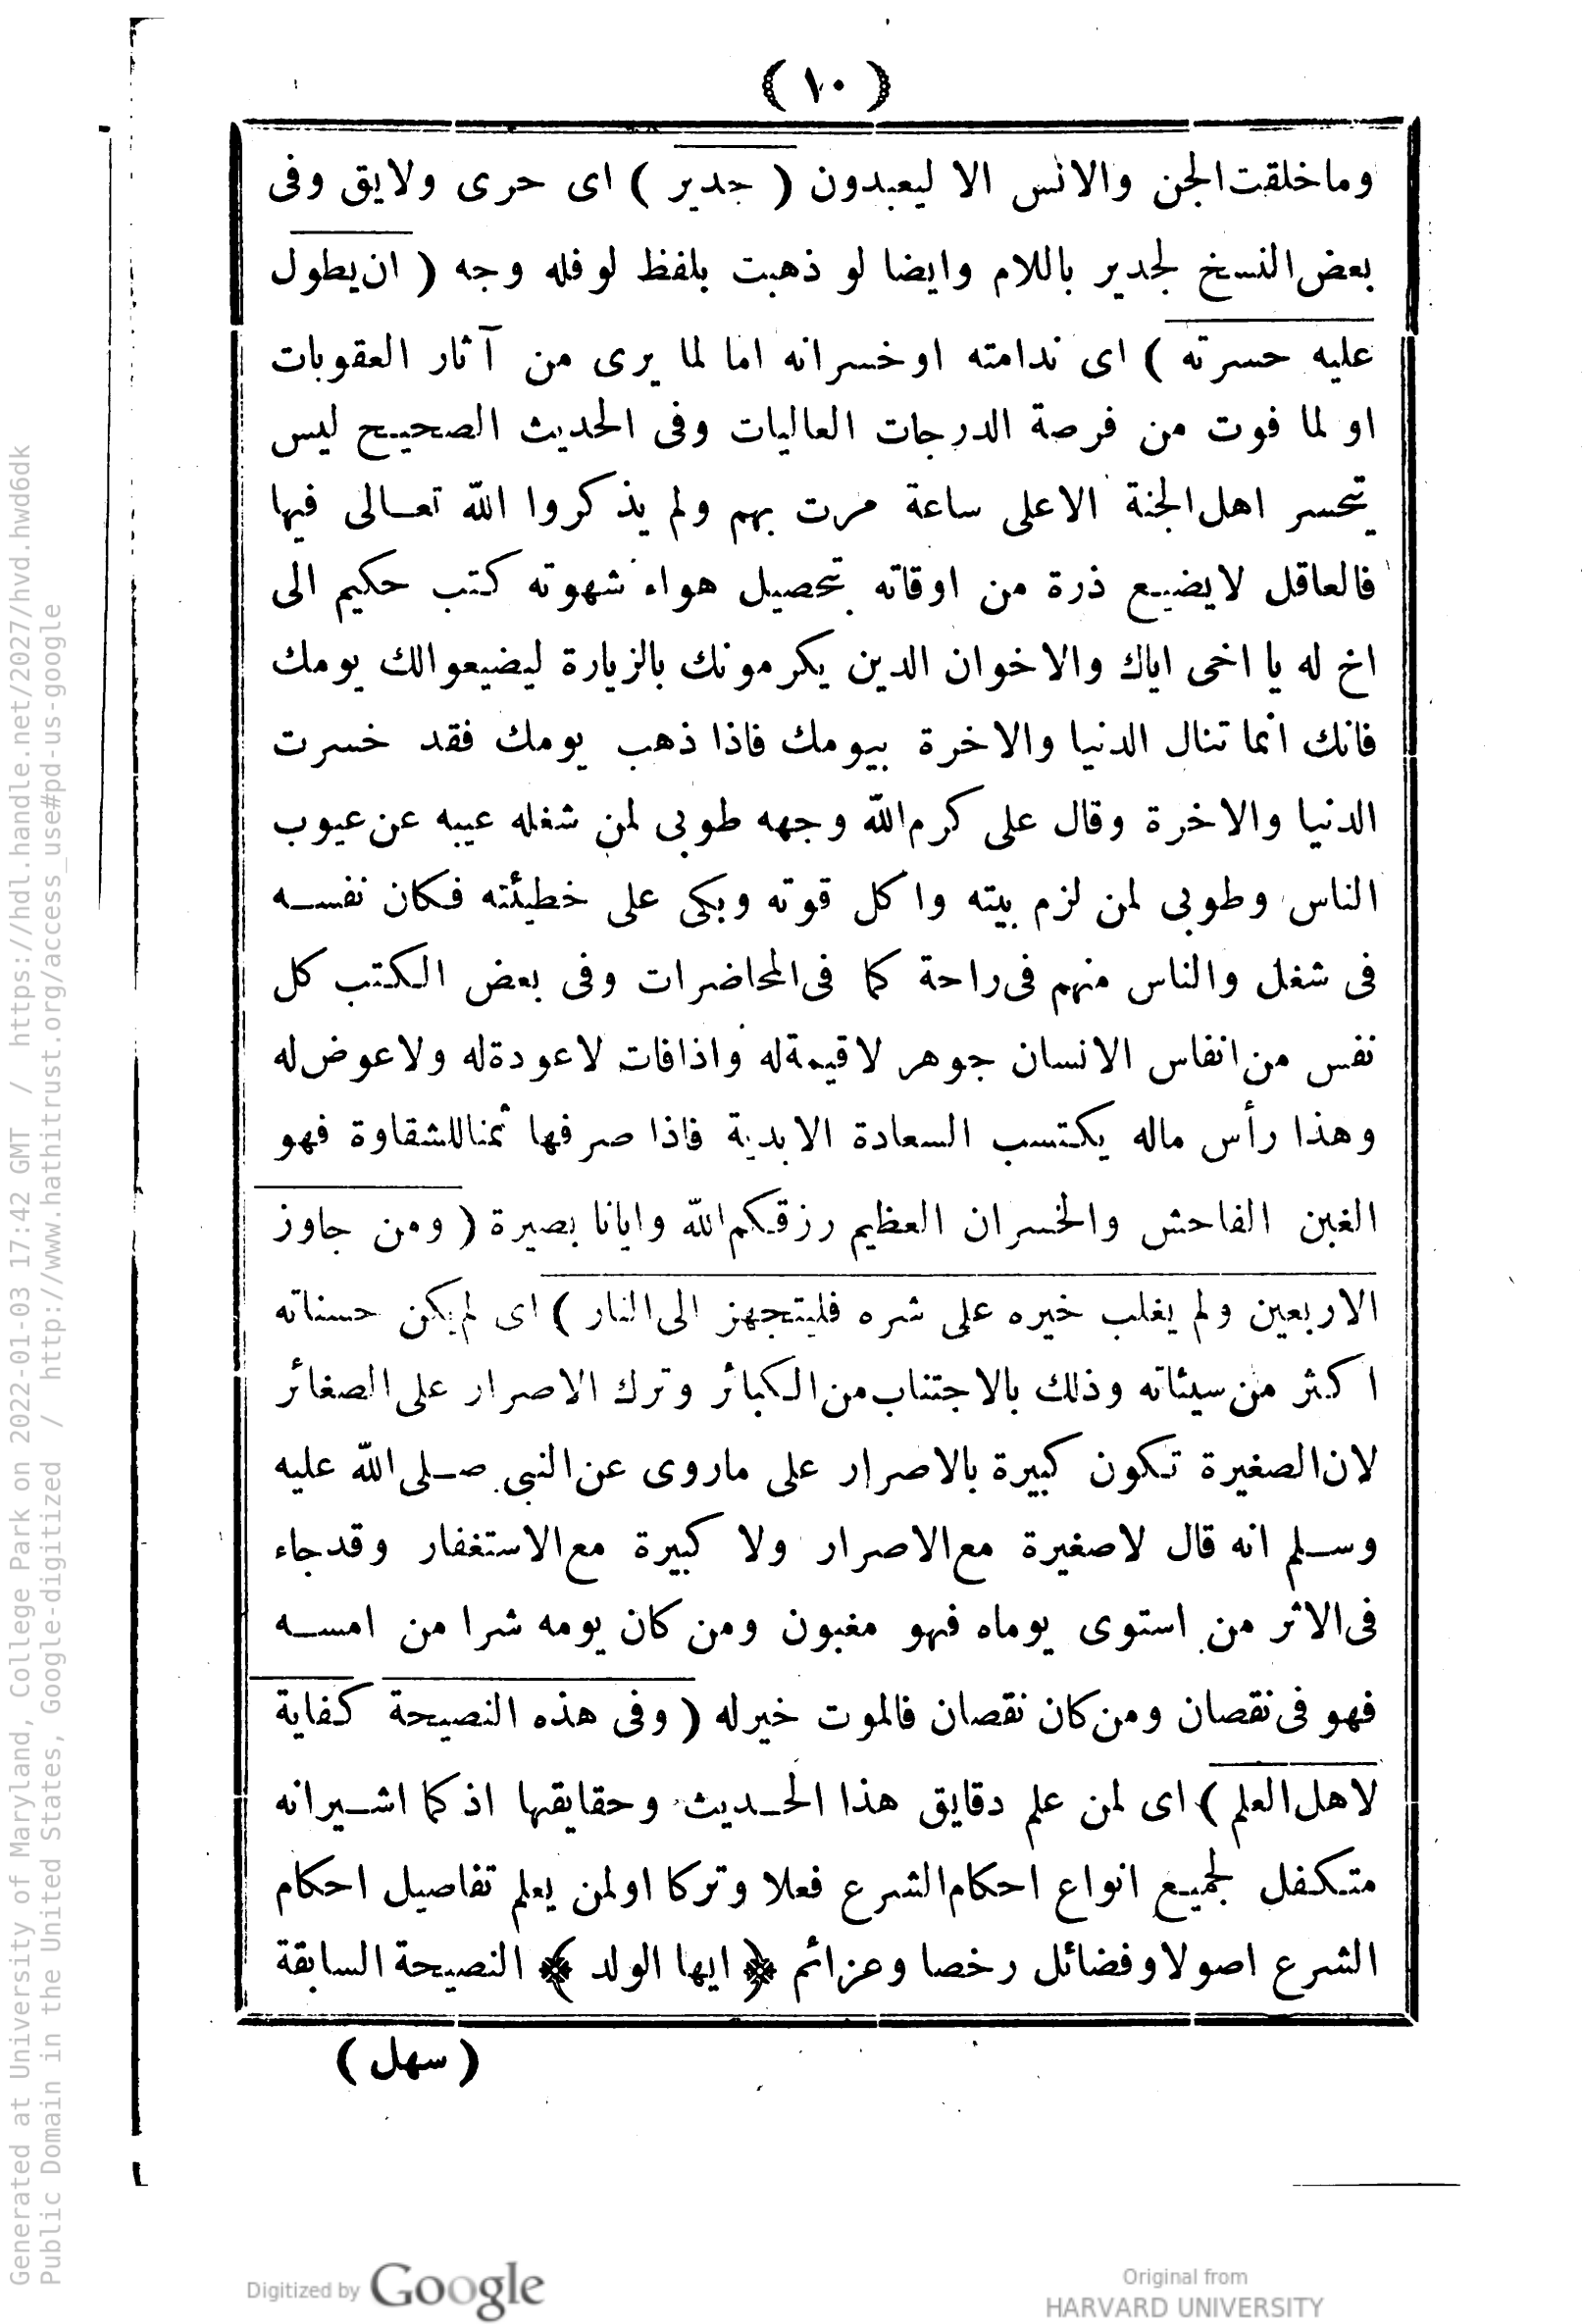 ( ١٠ )
وماخلقت الجن والانس الا ليعبدون ( جدير ) اى حرى ولايق وفى
بعض النسخ لجدير باللام وايضا لو ذهبت بلفظ لو فله وجه ( ان يطول
عليه حسرته ) اى ندامته اوخسرانه اما لما يرى من آثار العقوبات
او لما فوت من فرصة الدرجات العاليات وفى الحديث الصحيح ليس
يتحسر اهل الجنة الاعلى ساعة مرت بهم ولم يذكروا الله تعالى فيها
فالعاقل لايضيع ذرة من اوقاته بتحصيل هواء شهوته كتب حكيم الى
اخ له يا اخى اياك والاخوان الدين يكرمونك بالزيارة ليضيعوالك يومك
فانك انما تنال الدنيا والاخرة بيومك فاذا ذهب يومك فقد خسرت
الدنيا والاخرة وقال على كرم الله وجهه طوبى لمن شغله عيبه عن عيوب
الناس وطوبى لمن لزم بيته واكل قوته وبكى على خطيئته فكان نفسه
فى شغل والناس منهم فى راحة كما فى المحاضرات وفى بعض الكتب كل
نفس من انفاس الانسان جوهر لاقيمةله واذافات لاعودةله ولاعوض له
وهذا رأس ماله يكتسب السعادة الابدية فاذا صرفها ثمناللشقاوة فهو
الغبن الفاحش والخسران العظيم رزقكم الله وايانا بصيرة ( ومن جاوز
الاربعين ولم يغلب خيره على شره فليتجهز الى النار ) اى لم يكن حسناته
اكثر من سيئاته وذلك بالاجتناب من الكبائر وترك الاصرار على الصغائر
لان الصغيرة تكون كبيرة بالاصرار على ماروى عن النبى صلى الله عليه
وسلم انه قال لاصغيرة مع الاصرار ولا كبيرة مع الاستغفار وقدجاء
فى الاثر من استوى يوماه فهو مغبون ومن كان يومه شرا من امسه
فهو فى نقصان ومن كان نقصان فالموت خيرله ( وفى هذه النصيحة كفاية
لاهل العلم ) اى لمن علم دقايق هذا الحديث وحقايقها اذ كما اشيرانه
متكفل لجميع انواع احكام الشرع فعلا وتركا اولمن يعلم تفاصيل احكام
الشرع اصولا وفضائل رخصا وعزائم ﴿ ايها الولد ﴾ النصيحة السابقة
( سهل )
Generated at University of Maryland, College Park on 2022-01-03 17:42 GMT / https://hdl.handle.net/2027/hvd.hwd6dk
Public Domain in the United States, Google-digitized / http://www.hathitrust.org/access_use#pd-us-google
Digitized by Google
Original from
HARVARD UNIVERSITY